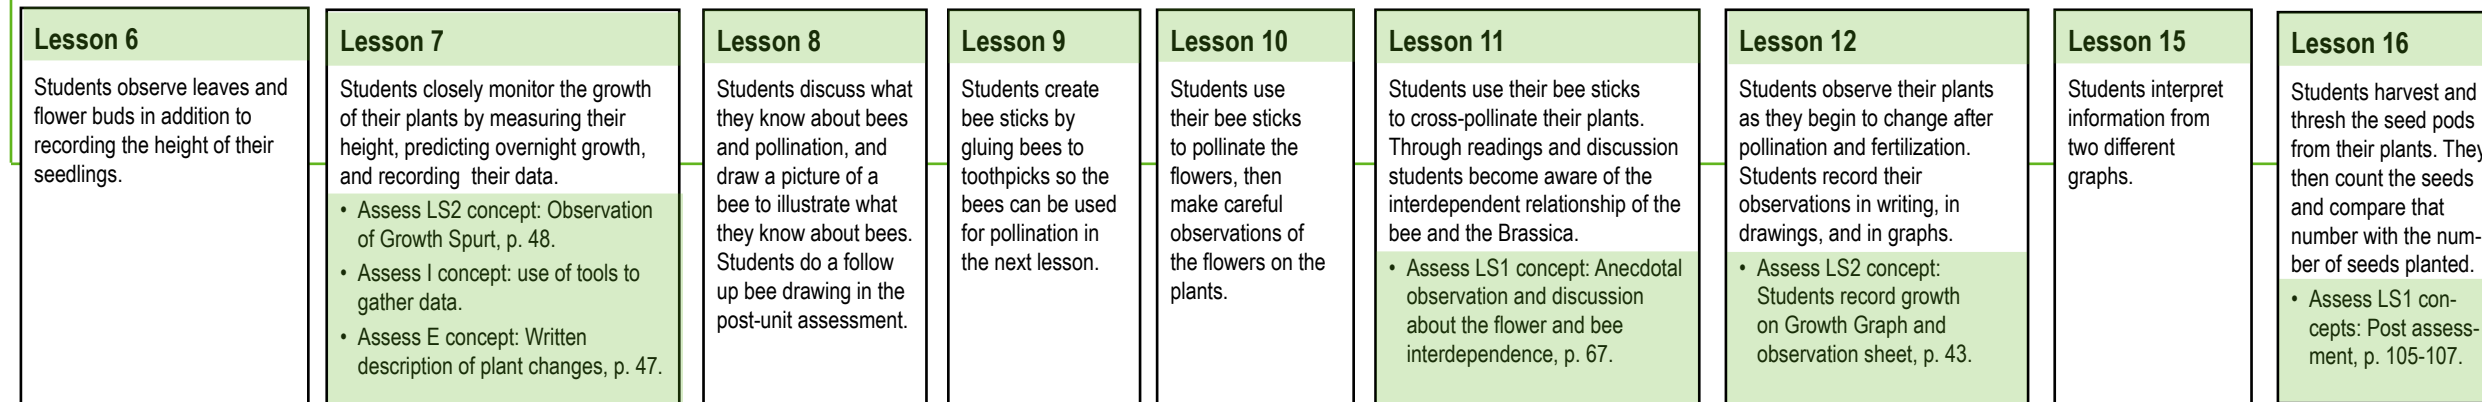 Lesson 6
Students observe leaves and
flower buds in addition to
recording the height of their
seedlings.
Lesson 7
Students closely monitor the growth
of their plants by measuring their
height, predicting overnight growth,
and recording their data.
• Assess LS2 concept: Observation
of Growth Spurt, p. 48.
• Assess I concept: use of tools to
gather data.
• Assess E concept: Written
description of plant changes, p. 47.
Lesson 8
Students discuss what
they know about bees
and pollination, and
draw a picture of a
bee to illustrate what
they know about bees.
Students do a follow
up bee drawing in the
post-unit assessment.
Lesson 9
Students create
bee sticks by
gluing bees to
toothpicks so the
bees can be used
for pollination in
the next lesson.
Lesson 10
Students use
their bee sticks
to pollinate the
flowers, then
make careful
observations of
the flowers on the
plants.
Lesson 11
Students use their bee sticks
to cross-pollinate their plants.
Through readings and discussion
students become aware of the
interdependent relationship of the
bee and the Brassica.
• Assess LS1 concept: Anecdotal
observation and discussion
about the flower and bee
interdependence, p. 67.
Lesson 12
Students observe their plants
as they begin to change after
pollination and fertilization.
Students record their
observations in writing, in
drawings, and in graphs.
• Assess LS2 concept:
Students record growth
on Growth Graph and
observation sheet, p. 43.
Lesson 15
Students interpret
information from
two different
graphs.
Lesson 16
Students harvest and
thresh the seed pods
from their plants. They
then count the seeds
and compare that
number with the num-
ber of seeds planted.
• Assess LS1 con-
cepts: Post assess-
ment, p. 105-107.